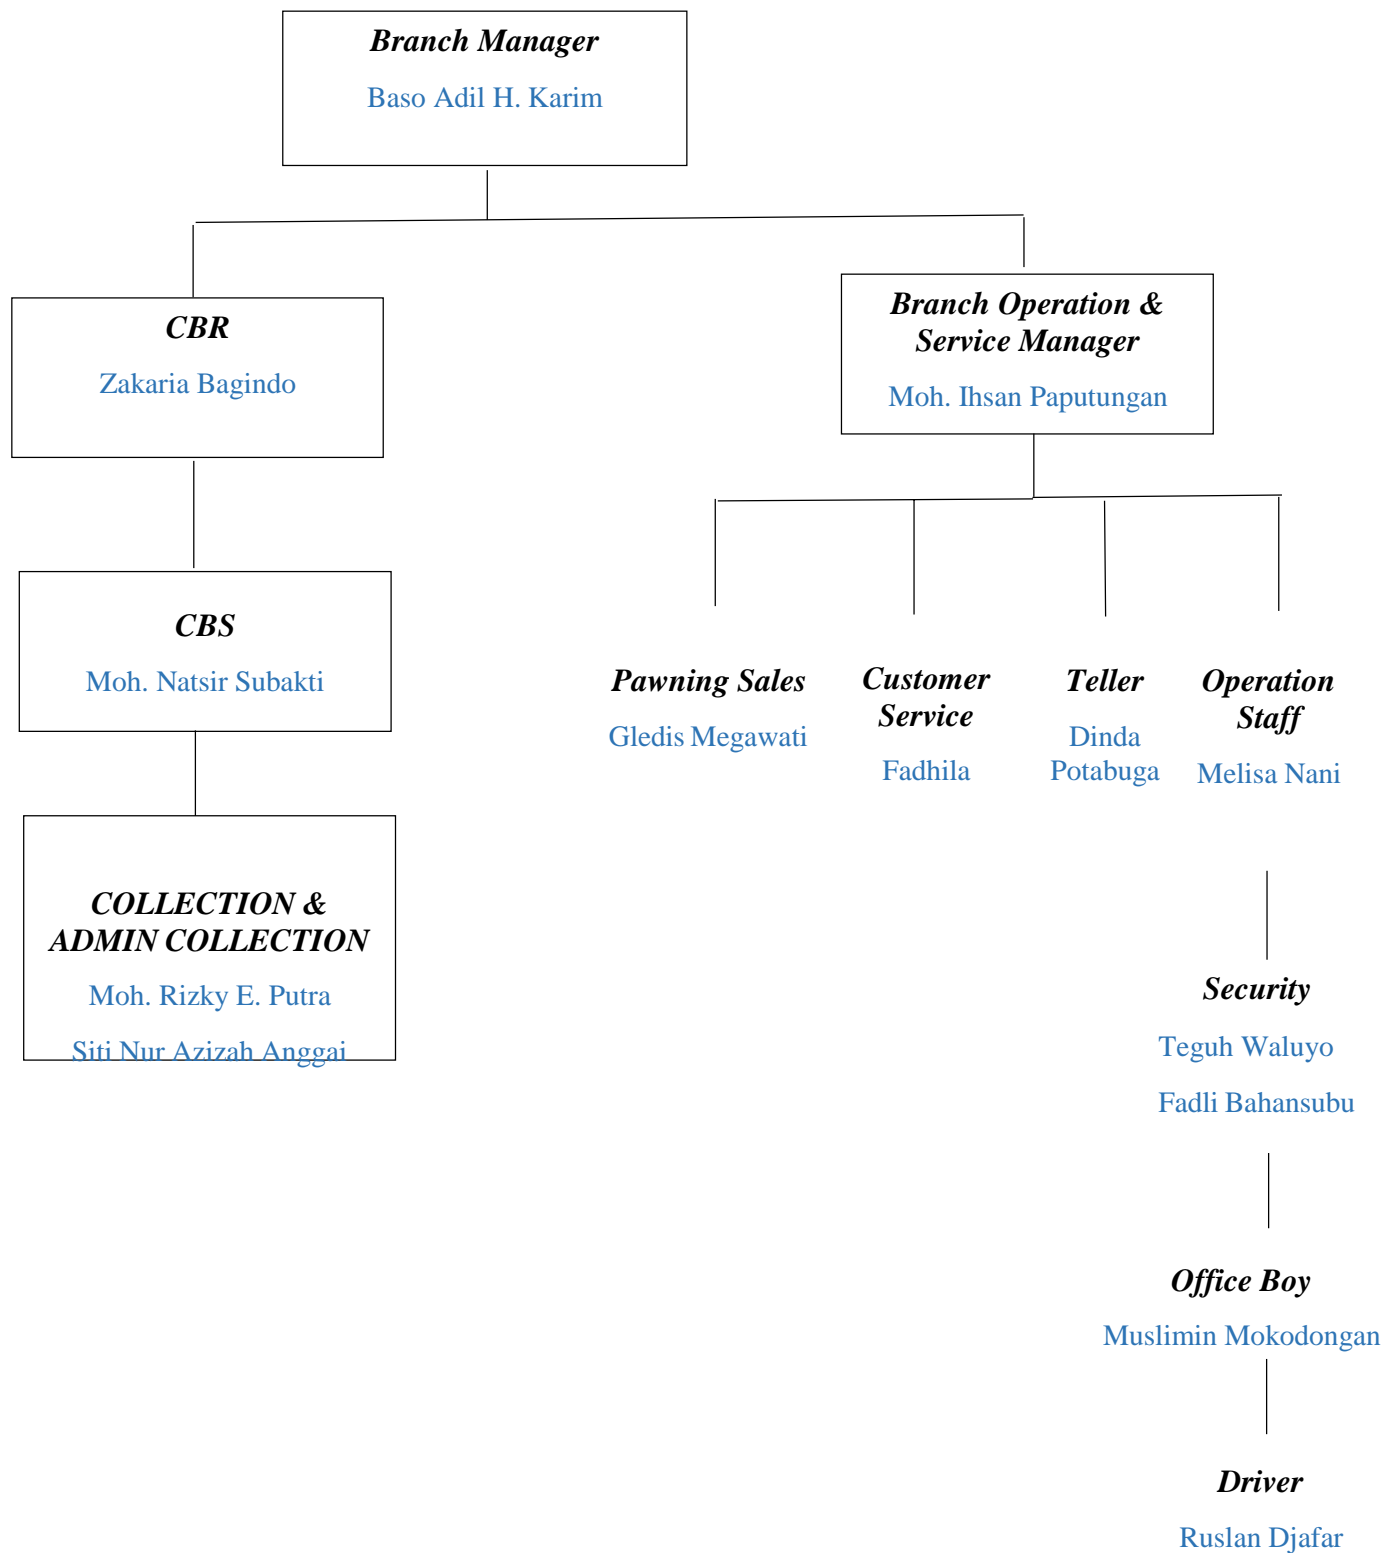 Branch Manager
Baso Adil H. Karim
CBR
Zakaria Bagindo
Branch Operation &
Service Manager
Moh. Ihsan Paputungan
CBS
Moh. Natsir Subakti
Pawning Sales
Gledis Megawati
Customer
Service
Fadhila
Teller
Dinda
Potabuga
Operation
Staff
Melisa Nani
COLLECTION &
ADMIN COLLECTION
Moh. Rizky E. Putra
Siti Nur Azizah Anggai
Security
Teguh Waluyo
Fadli Bahansubu
Office Boy
Muslimin Mokodongan
Driver
Ruslan Djafar